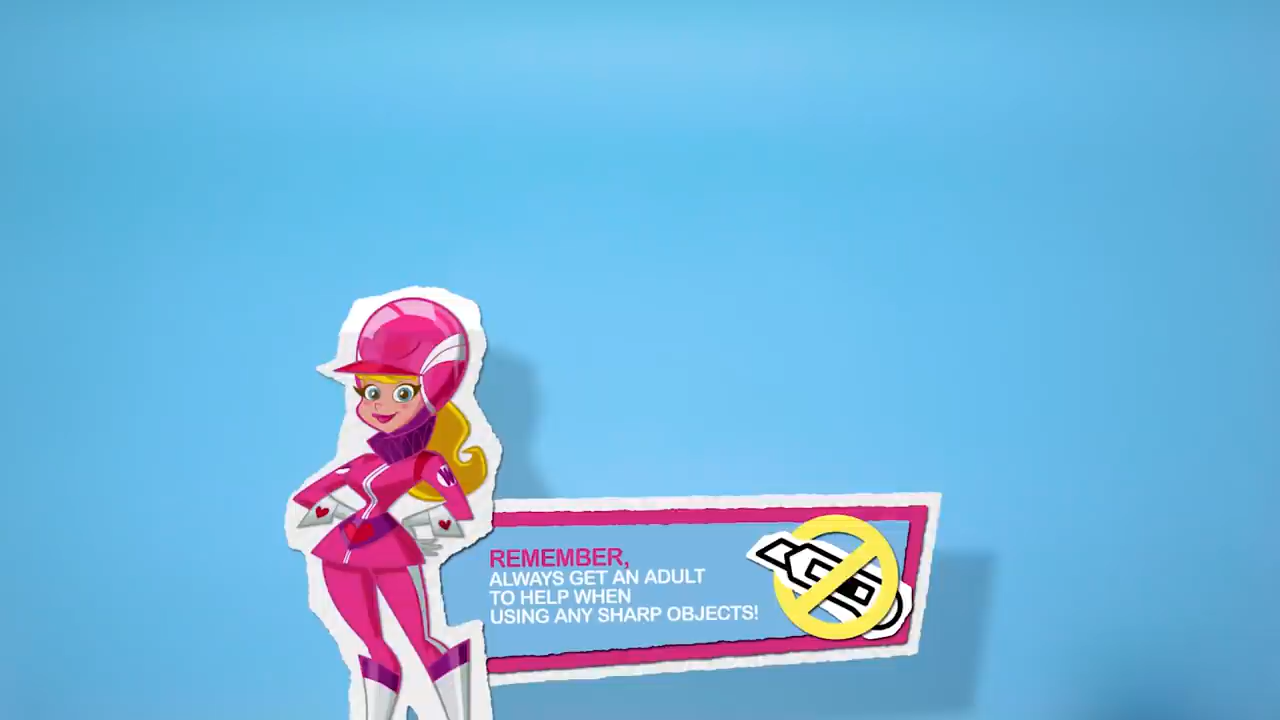 W
REMEMBER,
ALWAYS GET AN ADULT
TO HELP WHEN
USING ANY SHARP OBJECTS!